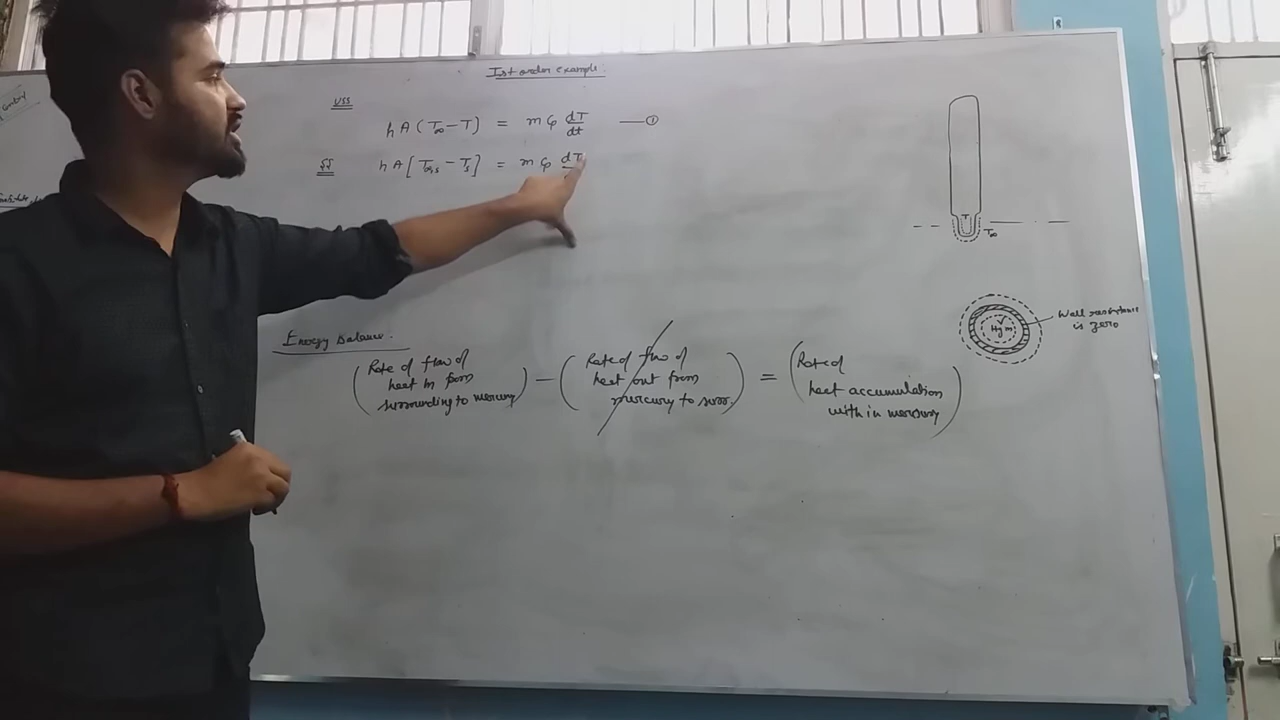 Ist order example
USS
hA(T∞ - T) = m Cp dT/dt —①
SS hA[T∞,s - Ts] = m Cp dT
T
T∞
Wall resistance
is zero
Hgm
Energy Balance.
(Rate of flow of heat in from surrounding to mercury) - (Rate of flow of heat out from mercury to surr.) = (Rate of heat accumulation with in mercury)